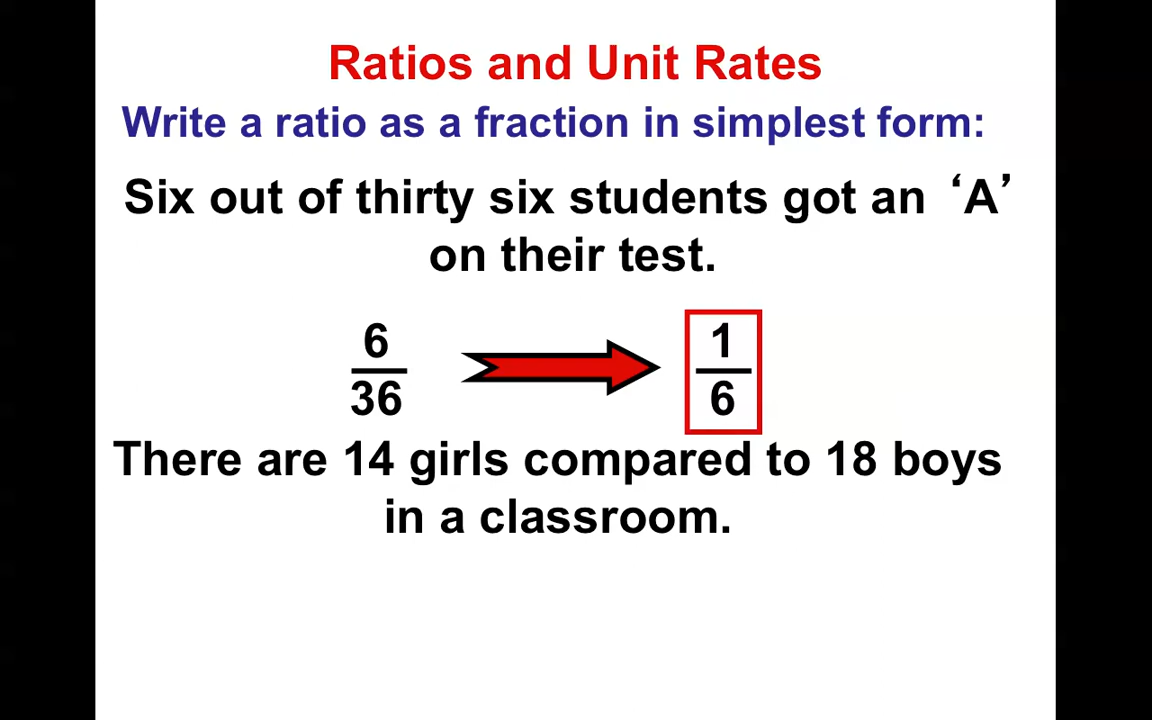 Ratios and Unit Rates
Write a ratio as a fraction in simplest form:
Six out of thirty six students got an ‘A’
on their test.
6
36
1
6
There are 14 girls compared to 18 boys
in a classroom.